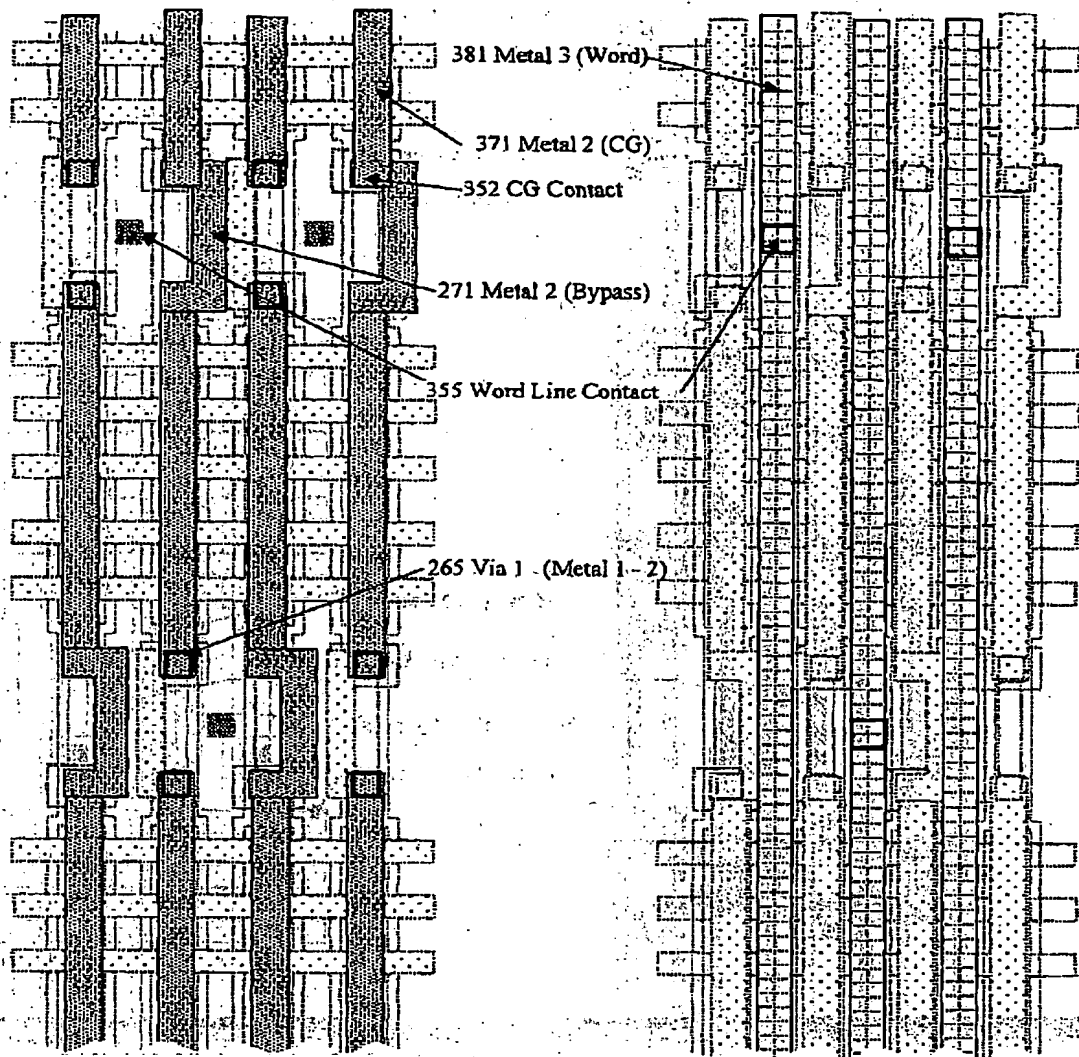 381 Metal 3 (Word)
371 Metal 2 (CG)
352 CG Contact
271 Metal 2 (Bypass)
355 Word Line Contact
265 Via 1 - (Metal 1 - 2)